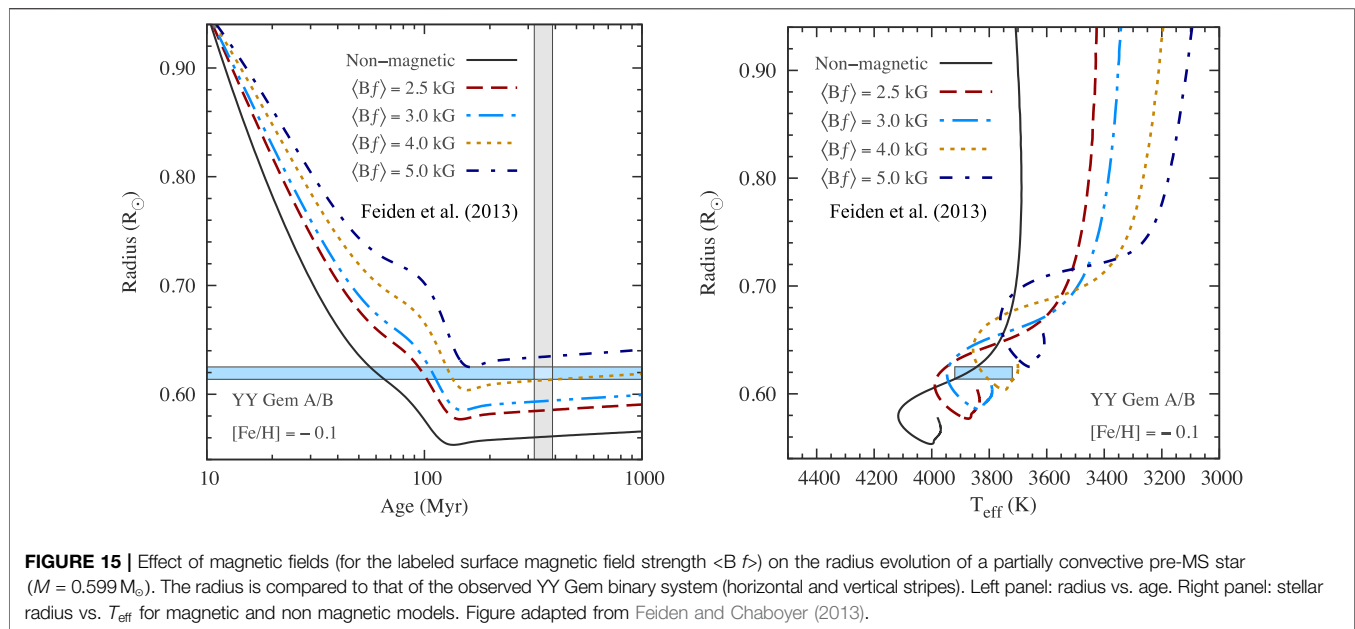 0.90
0.80
0.70
0.60
Radius (R☉)
10
100
1000
Age (Myr)
Non−magnetic
⟨Bf⟩ = 2.5 kG
⟨Bf⟩ = 3.0 kG
⟨Bf⟩ = 4.0 kG
⟨Bf⟩ = 5.0 kG
Feiden et al. (2013)
YY Gem A/B
[Fe/H] = − 0.1
0.90
0.80
0.70
0.60
Radius (R☉)
4400 4200 4000 3800 3600 3400 3200 3000
T_eff (K)
Non−magnetic
⟨Bf⟩ = 2.5 kG
⟨Bf⟩ = 3.0 kG
⟨Bf⟩ = 4.0 kG
⟨Bf⟩ = 5.0 kG
Feiden et al. (2013)
YY Gem A/B
[Fe/H] = − 0.1
FIGURE 15 | Effect of magnetic fields (for the labeled surface magnetic field strength <B f>) on the radius evolution of a partially convective pre-MS star
(M = 0.599 M☉). The radius is compared to that of the observed YY Gem binary system (horizontal and vertical stripes). Left panel: radius vs. age. Right panel: stellar
radius vs. T_eff for magnetic and non magnetic models. Figure adapted from Feiden and Chaboyer (2013).